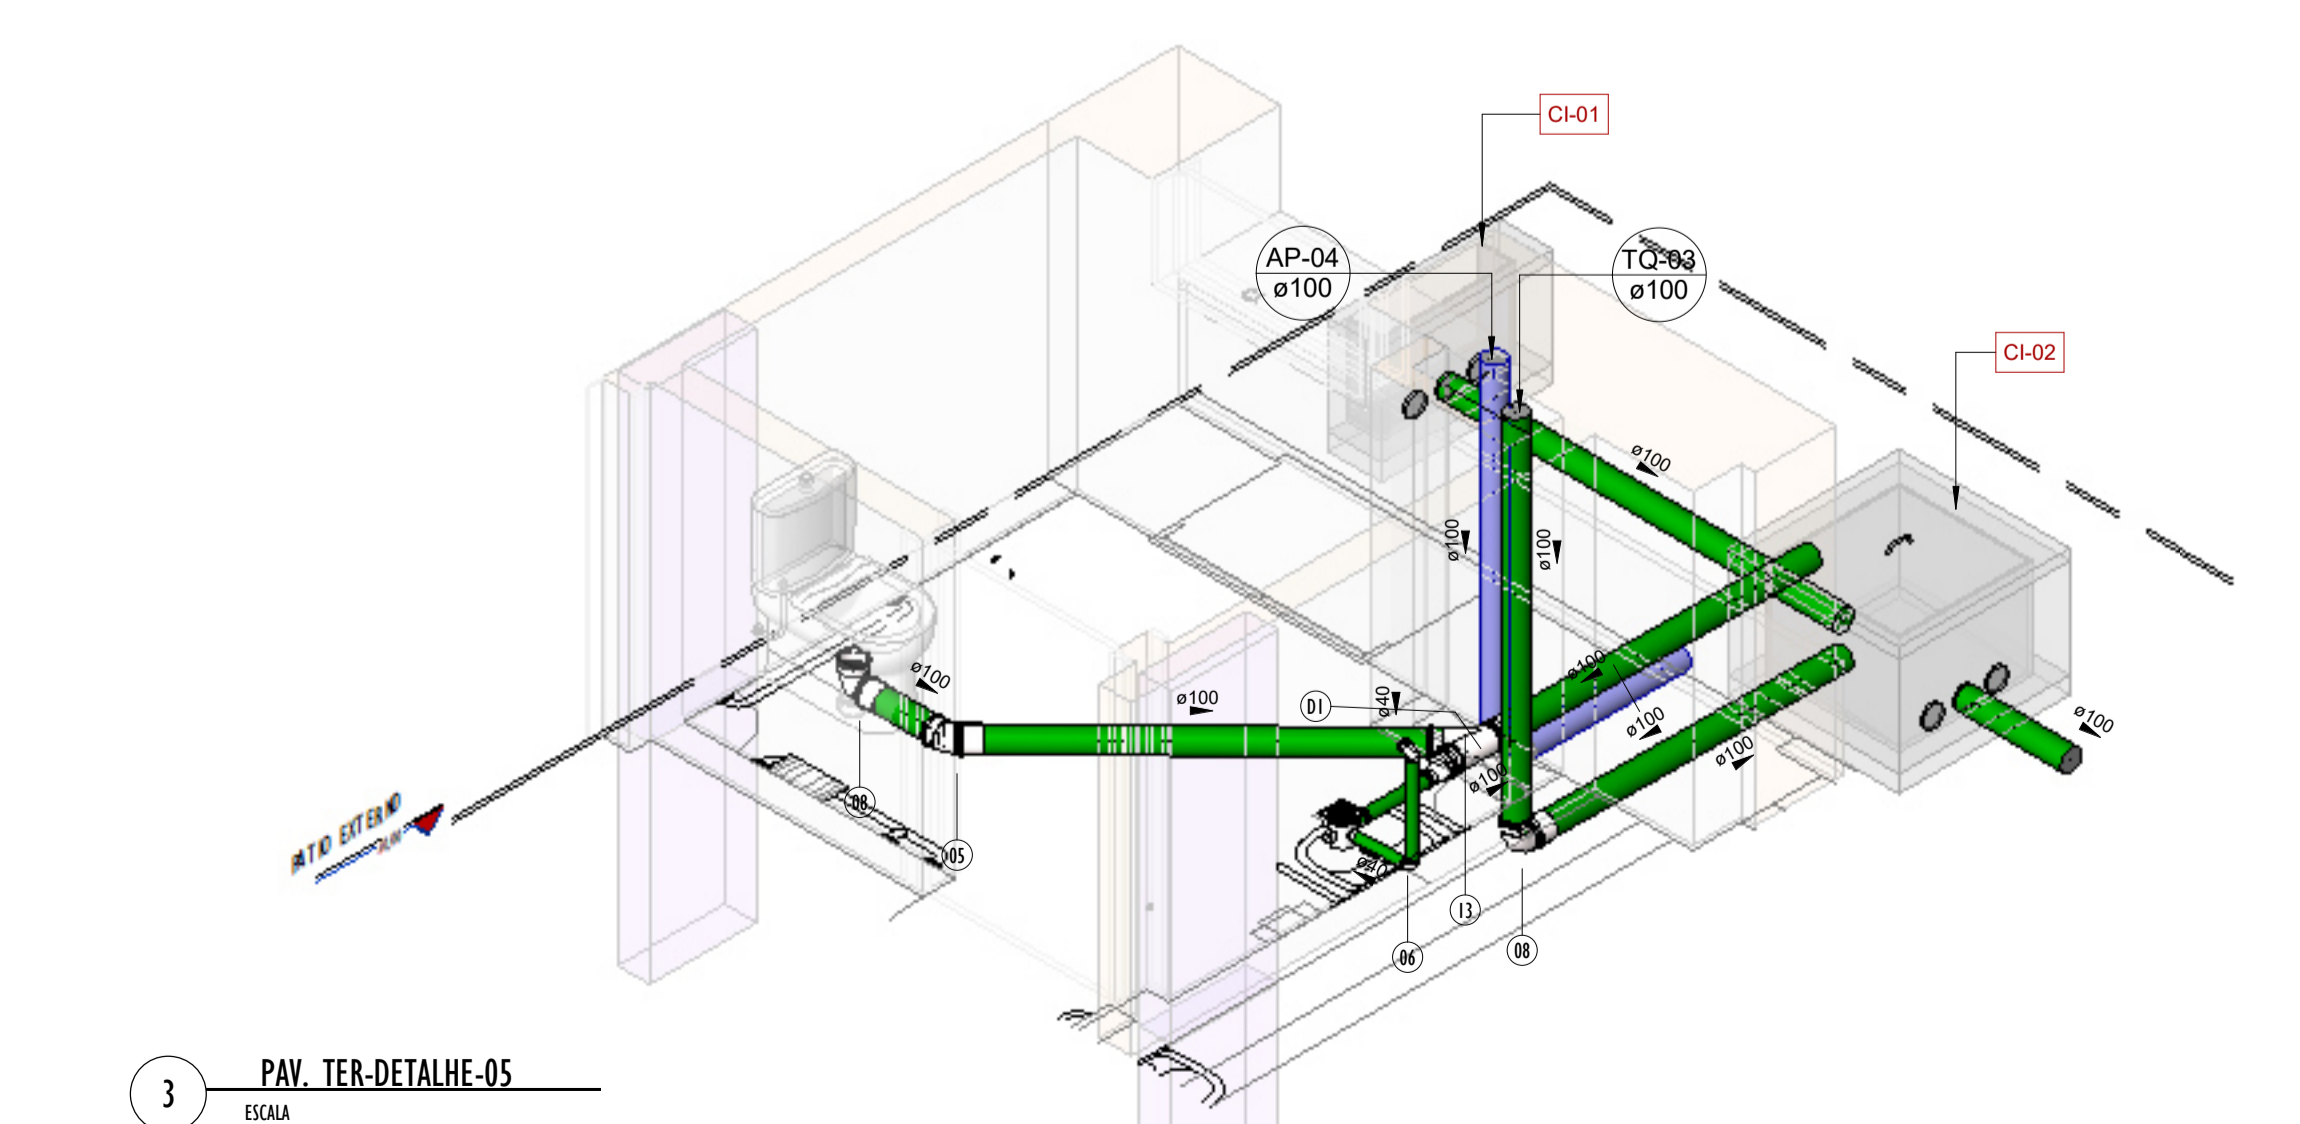 CI-01
AP-04
ø100
TQ-03
ø100
CI-02
ø100
ø100
ø100
ø100
ø100
ø100
ø40
D1
ø100
ø100
ø100
ø100
PATIO EXTERNO
08
05
ø40
13
06
08
3
PAV. TER-DETALHE-05
ESCALA